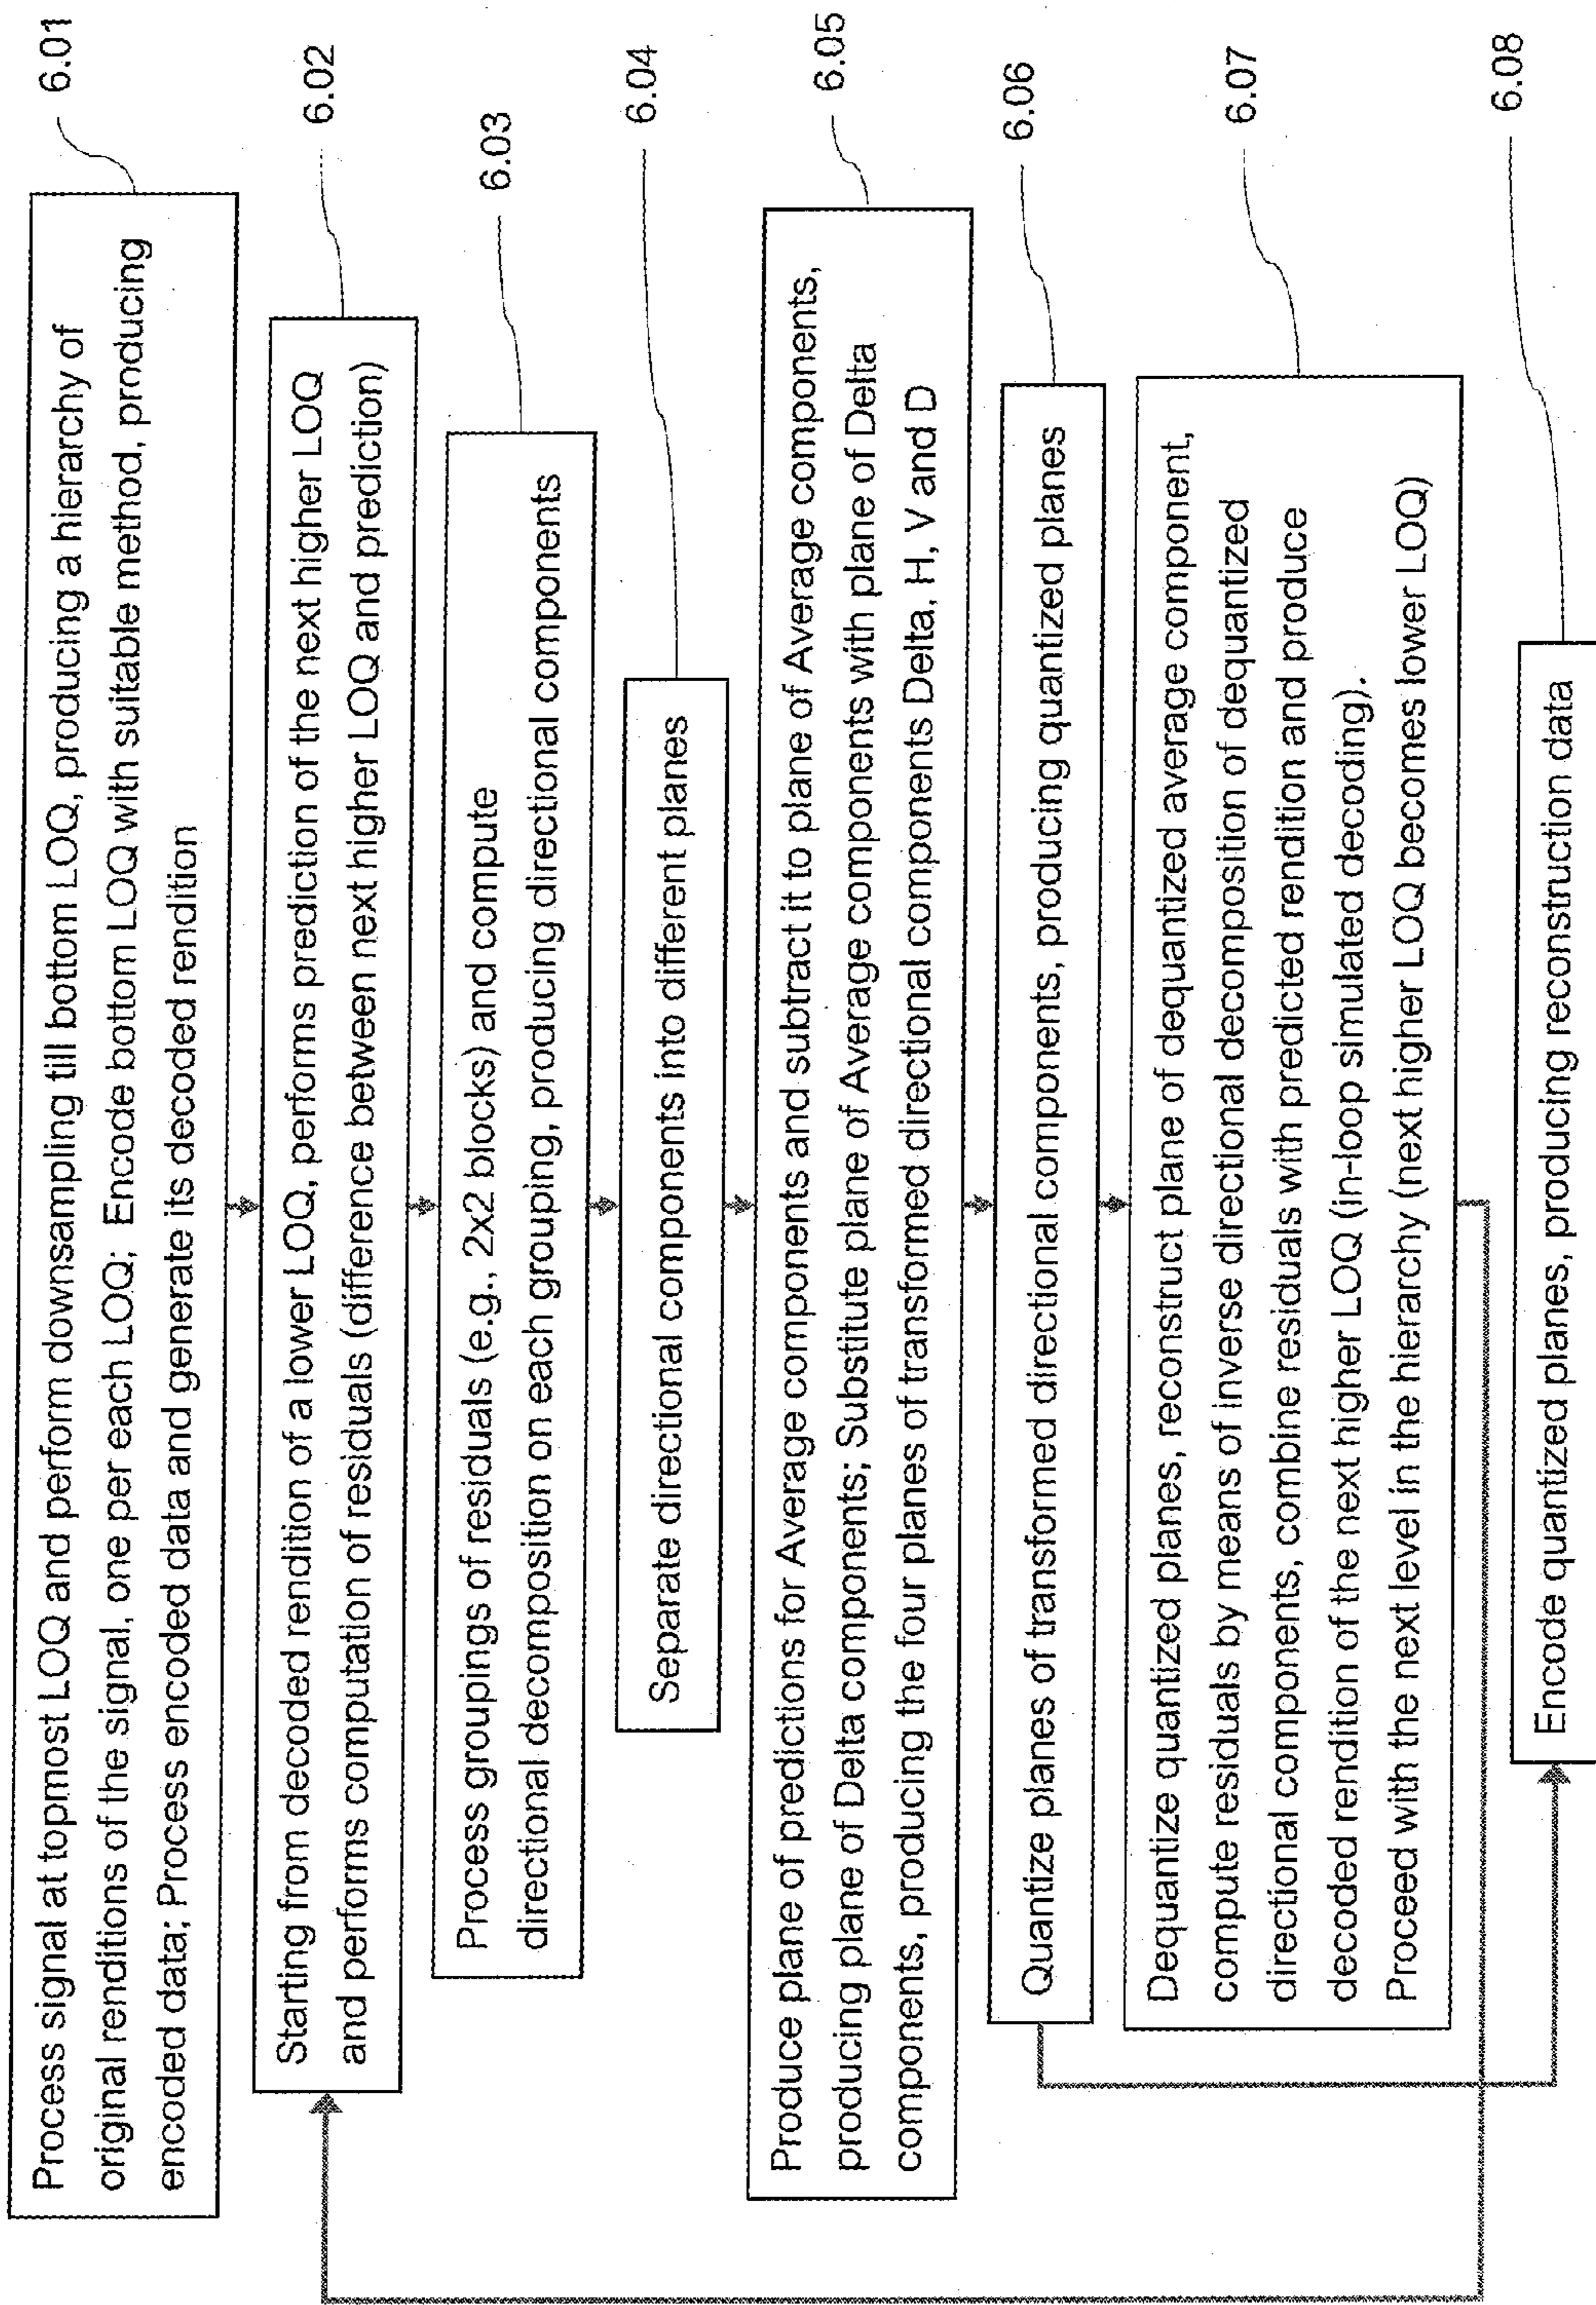 Process signal at topmost LOQ and perform downsampling till bottom LOQ, producing a hierarchy of
original renditions of the signal, one per each LOQ; Encode bottom LOQ with suitable method, producing
encoded data; Process encoded data and generate its decoded rendition
6.01
Starting from decoded rendition of a lower LOQ, performs prediction of the next higher LOQ
and performs computation of residuals (difference between next higher LOQ and prediction)
6.02
Process groupings of residuals (e.g., 2x2 blocks) and compute
directional decomposition on each grouping, producing directional components
6.03
Separate directional components into different planes
6.04
Produce plane of predictions for Average components and subtract it to plane of Average components,
producing plane of Delta components; Substitute plane of Average components with plane of Delta
components, producing the four planes of transformed directional components Delta, H, V and D
6.05
Quantize planes of transformed directional components, producing quantized planes
6.06
Dequantize quantized planes, reconstruct plane of dequantized average component,
compute residuals by means of inverse directional decomposition of dequantized
directional components, combine residuals with predicted rendition and produce
decoded rendition of the next higher LOQ (in-loop simulated decoding).
Proceed with the next level in the hierarchy (next higher LOQ becomes lower LOQ)
6.07
Encode quantized planes, producing reconstruction data
6.08